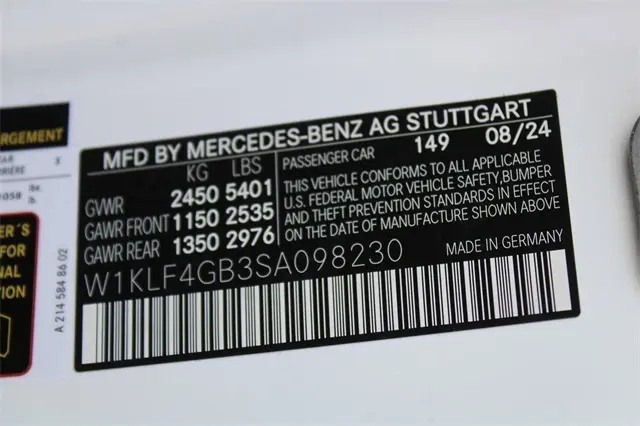 MFD BY MERCEDES-BENZ AG STUTTGART
KG LBS
GVWR 2450 5401
GAWR FRONT 1150 2535
GAWR REAR 1350 2976
PASSENGER CAR 149 08/24
THIS VEHICLE CONFORMS TO ALL APPLICABLE
U.S. FEDERAL MOTOR VEHICLE SAFETY, BUMPER
AND THEFT PREVENTION STANDARDS IN EFFECT
ON THE DATE OF MANUFACTURE SHOWN ABOVE
W1KLF4GB3SA098230
MADE IN GERMANY
A 214 584 86 02